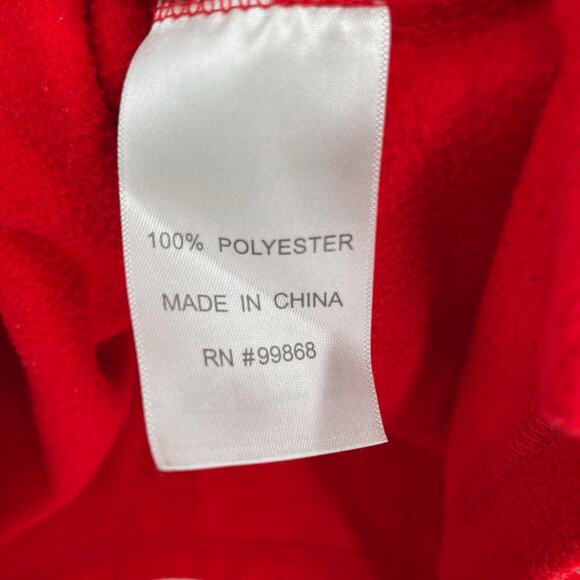 100% POLYESTER
MADE IN CHINA
RN #99868